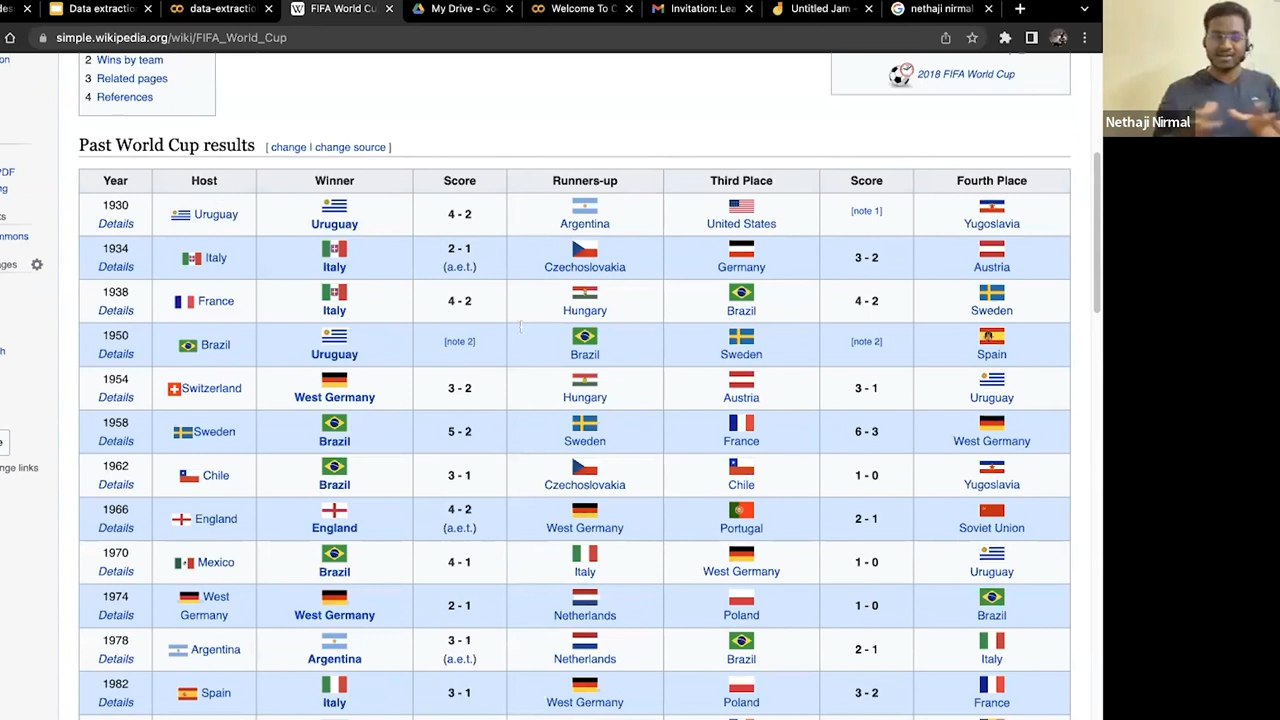 Data extraction
data-extractio
FIFA World Cu
My Drive - Go
Welcome To C
Invitation: Lea
Untitled Jam -
nethaji nirmal
simple.wikipedia.org/wiki/FIFA_World_Cup
2 Wins by team
3 Related pages
4 References
2018 FIFA World Cup
Nethaji Nirmal
Past World Cup results [ change | change source ]
Year Host Winner Score Runners-up Third Place Score Fourth Place
1930 Details Uruguay Uruguay 4 - 2 Argentina United States [note 1] Yugoslavia
1934 Details Italy Italy 2 - 1 (a.e.t.) Czechoslovakia Germany 3 - 2 Austria
1938 Details France Italy 4 - 2 Hungary Brazil 4 - 2 Sweden
1950 Details Brazil Uruguay [note 2] Brazil Sweden [note 2] Spain
1954 Details Switzerland West Germany 3 - 2 Hungary Austria 3 - 1 Uruguay
1958 Details Sweden Brazil 5 - 2 Sweden France 6 - 3 West Germany
1962 Details Chile Brazil 3 - 1 Czechoslovakia Chile 1 - 0 Yugoslavia
1966 Details England England 4 - 2 (a.e.t.) West Germany Portugal 2 - 1 Soviet Union
1970 Details Mexico Brazil 4 - 1 Italy West Germany 1 - 0 Uruguay
1974 Details West Germany West Germany 2 - 1 Netherlands Poland 1 - 0 Brazil
1978 Details Argentina Argentina 3 - 1 (a.e.t.) Netherlands Brazil 2 - 1 Italy
1982 Details Spain Italy 3 - 1 West Germany Poland 3 - 2 France